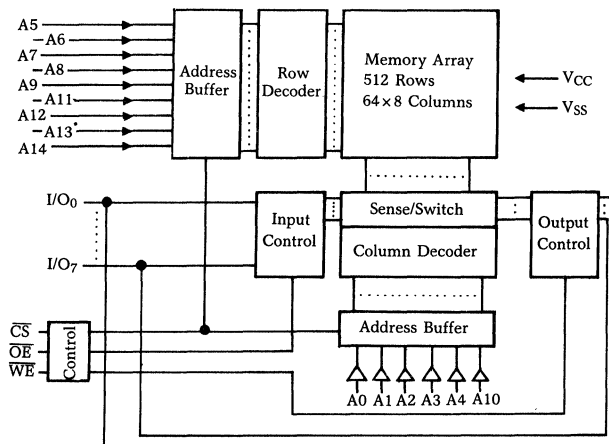 A5
A6
A7
A8
A9
A11
A12
A13
A14
Address
Buffer
Row
Decoder
Memory Array
512 Rows
64×8 Columns
VCC
VSS
I/O0
I/O7
Input
Control
Sense/Switch
Column Decoder
Output
Control
CS
OE
WE
Control
Address Buffer
A0 A1 A2 A3 A4 A10